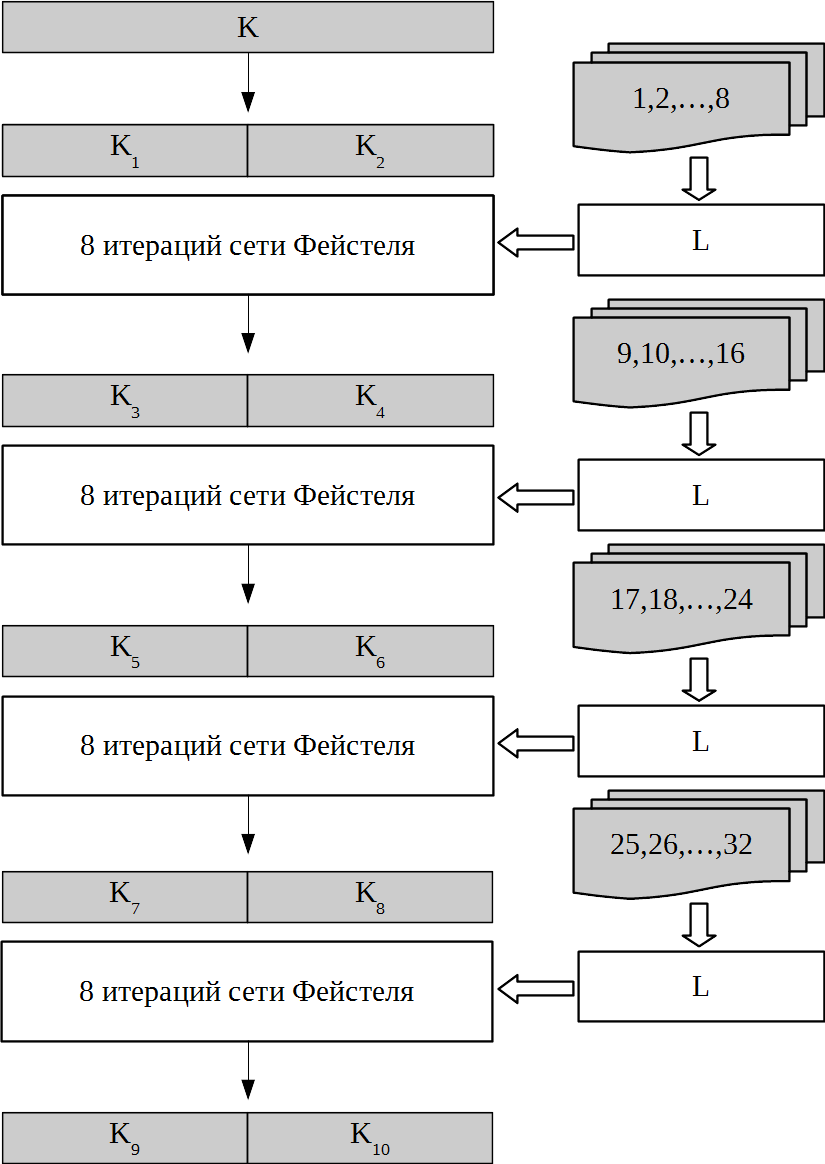 K
1,2,…,8
K1 K2
8 итераций сети Фейстеля
L
9,10,…,16
K3 K4
8 итераций сети Фейстеля
L
17,18,…,24
K5 K6
8 итераций сети Фейстеля
L
25,26,…,32
K7 K8
8 итераций сети Фейстеля
L
K9 K10